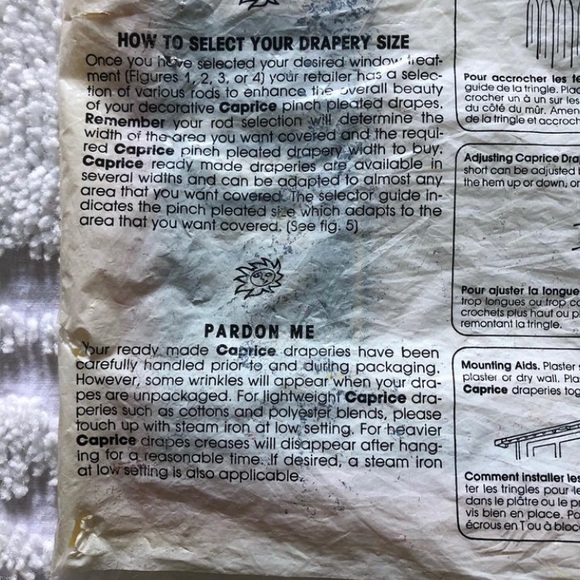 HOW TO SELECT YOUR DRAPERY SIZE
Once you have selected your desired window treat-
ment (Figures 1, 2, 3, or 4) your retailer has a selec-
tion of various rods to enhance the overall beauty
of your decorative Caprice pinch pleated drapes.
Remember your rod selection will determine the
width of the area you want covered and the requi-
red Caprice pinch pleated drapery width to buy.
Caprice ready made draperies are available in
several widths and can be adapted to almost any
area that you want covered. The selector guide in-
dicates the pinch pleated size which adapts to the
area that you want covered. (See fig. 5)
PARDON ME
Your ready made Caprice draperies have been
carefully handled prior to and during packaging.
However, some wrinkles will appear when your dra-
pes are unpackaged. For lightweight Caprice dra-
peries such as cottons and polyester blends, please
touch up with steam iron at low setting. For heavier
Caprice drapes creases will disappear after hang-
ing for a reasonable time. If desired, a steam iron
at low setting is also applicable.
Pour accrocher les
guide de la tringle.
crocher un à un sur les
du côté du mûr.
de la tringle et
Adjusting Caprice
short can be adjusted
the hem up or down,
Pour ajuster la
trop longues ou trop
crochets plus haut ou
remontant la tringle.
Mounting Aids. Plaster
plaster or dry wall.
Caprice draperies
Comment installer les
ter les tringles pour
dans le plâtre ou le
vis bien en place.
écrous en T ou à